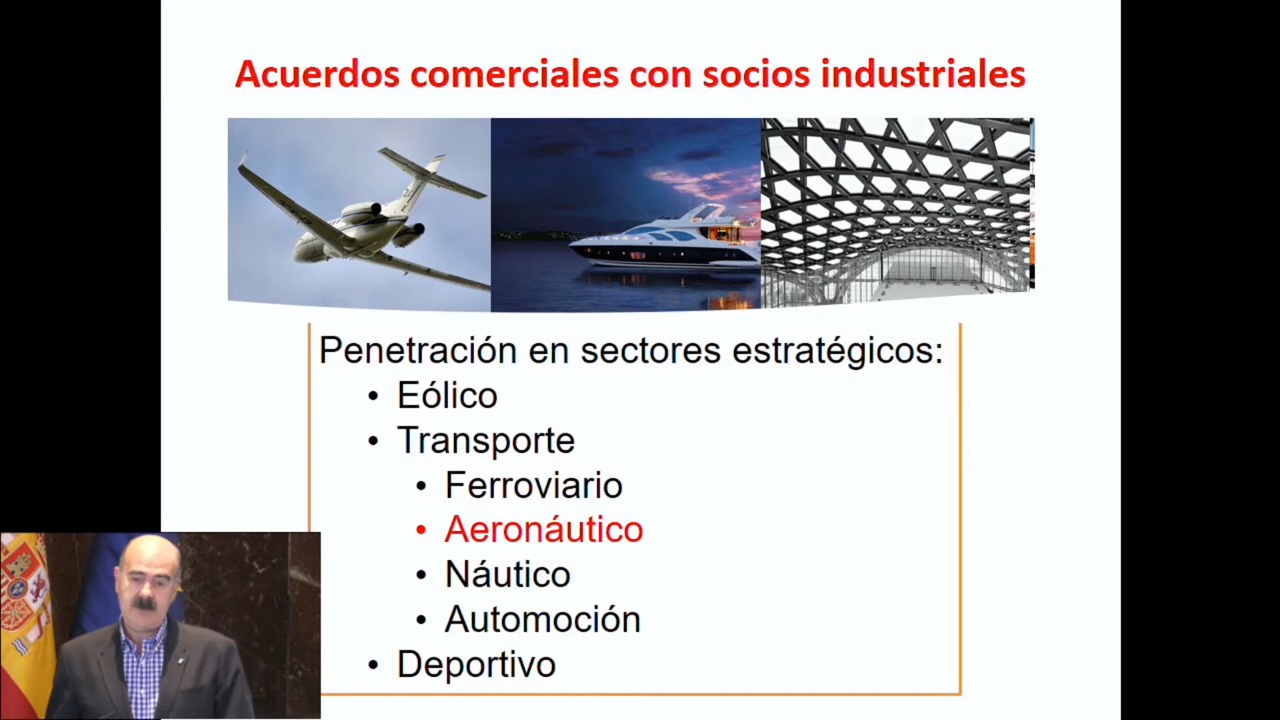 Acuerdos comerciales con socios industriales
Penetración en sectores estratégicos:
• Eólico
• Transporte
• Ferroviario
• Aeronáutico
• Náutico
• Automoción
• Deportivo